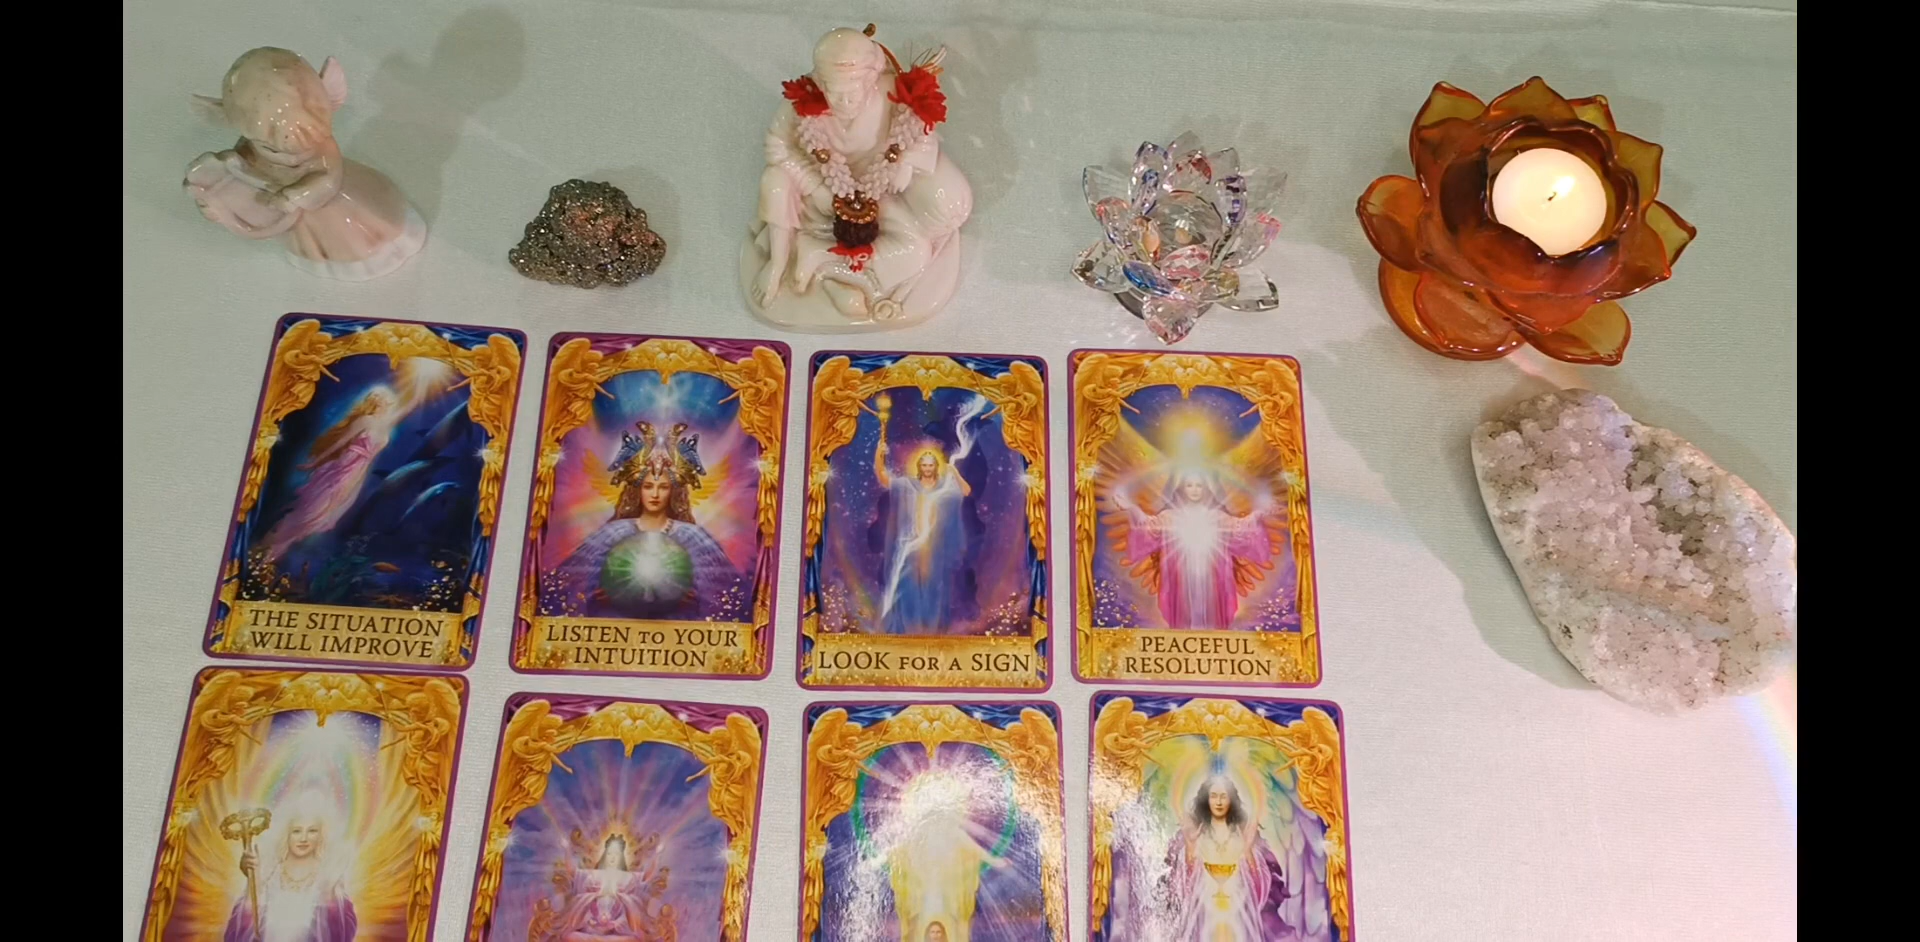 THE SITUATION
WILL IMPROVE
LISTEN TO YOUR
INTUITION
LOOK FOR A SIGN
PEACEFUL
RESOLUTION